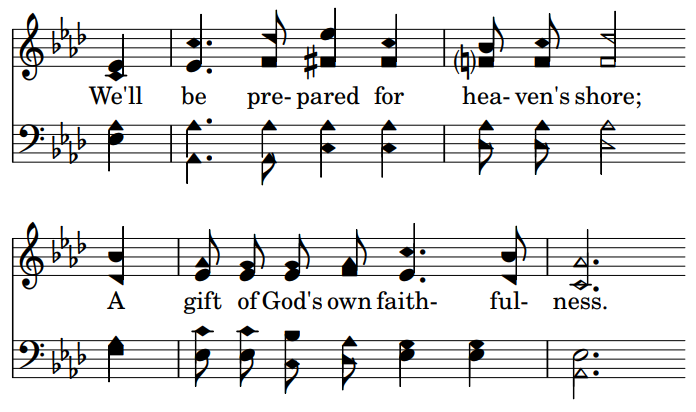 We'll be pre- pared for hea- ven's shore;
A gift of God's own faith- ful- ness.